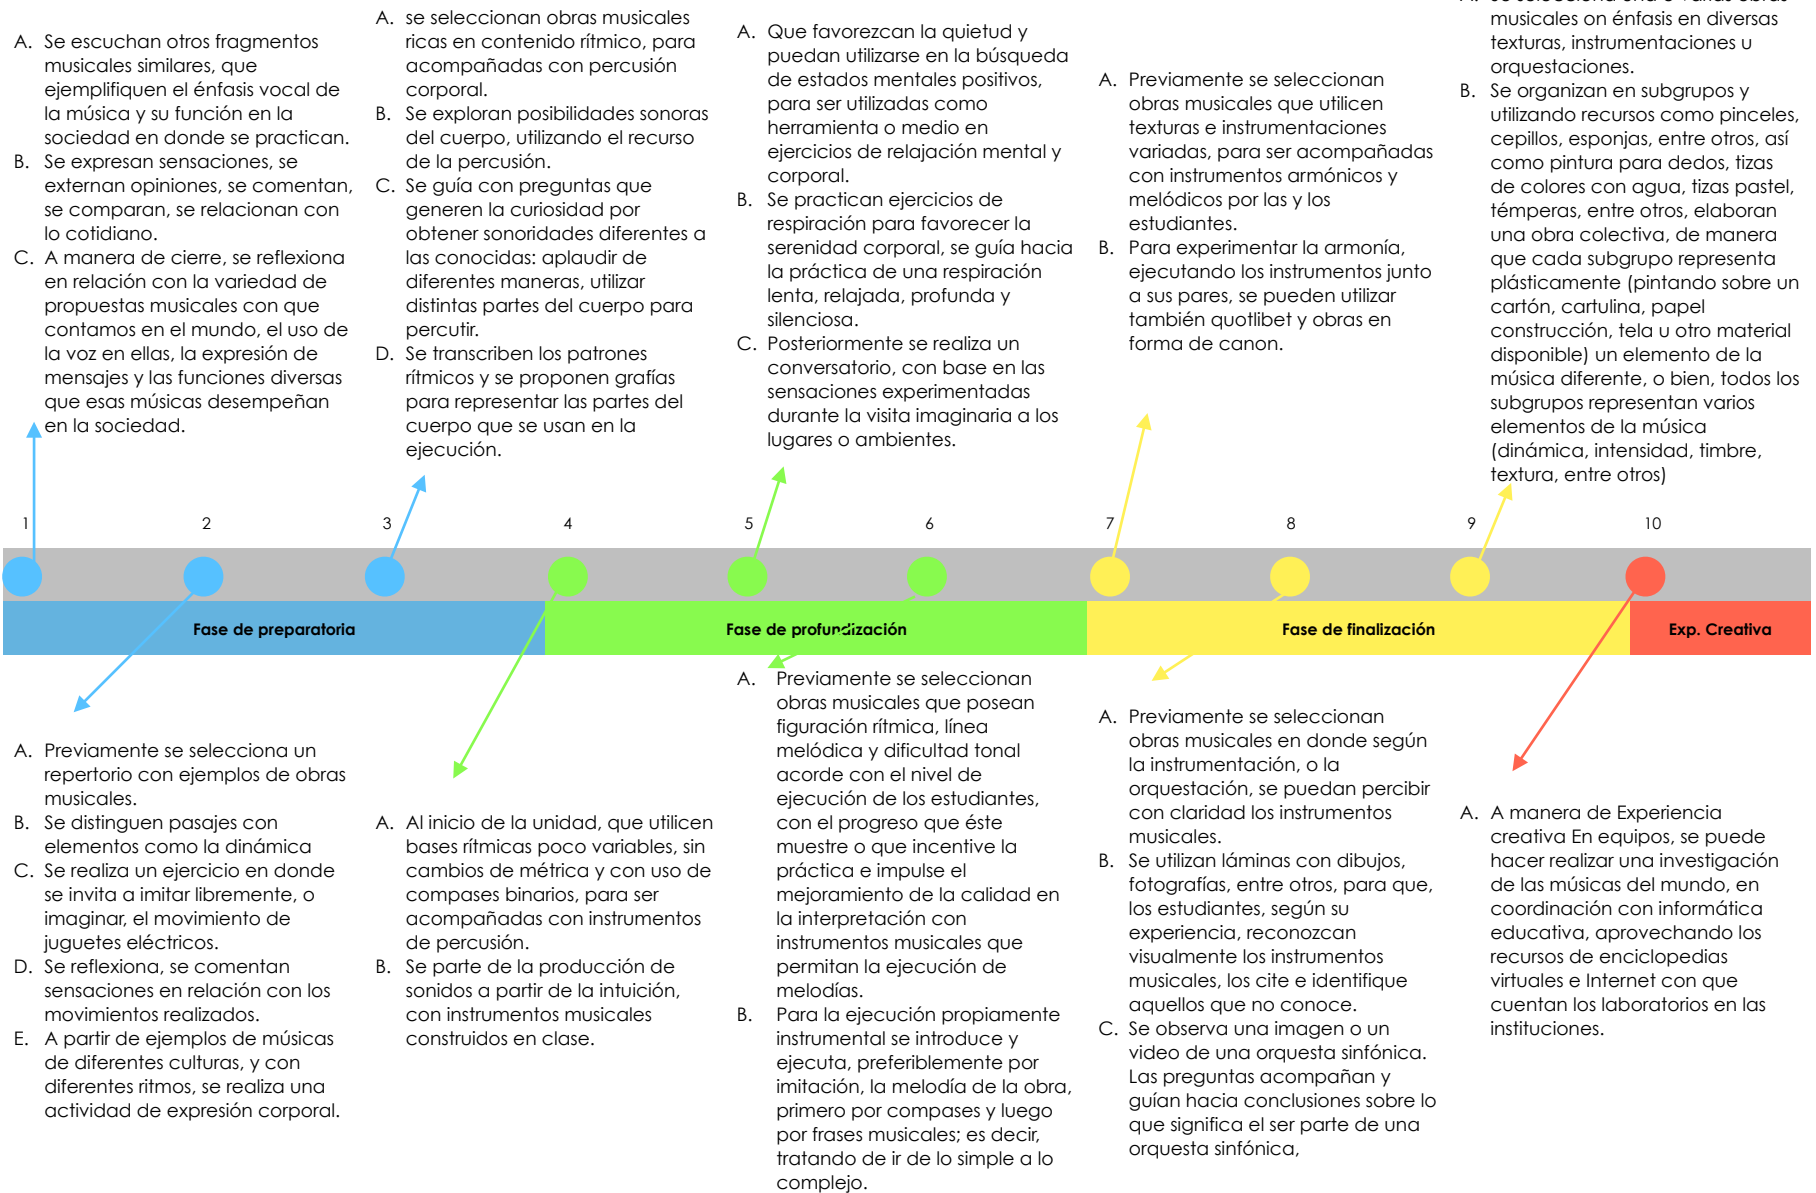 A. Se escuchan otros fragmentos
musicales similares, que
ejemplifiquen el énfasis vocal de
la música y su función en la
sociedad en donde se practican.
B. Se expresan sensaciones, se
externan opiniones, se comentan,
se comparan, se relacionan con
lo cotidiano.
C. A manera de cierre, se reflexiona
en relación con la variedad de
propuestas musicales con que
contamos en el mundo, el uso de
la voz en ellas, la expresión de
mensajes y las funciones diversas
que esas músicas desempeñan
en la sociedad.
A. se seleccionan obras musicales
ricas en contenido rítmico, para
acompañadas con percusión
corporal.
B. Se exploran posibilidades sonoras
del cuerpo, utilizando el recurso
de la percusión.
C. Se guía con preguntas que
generen la curiosidad por
obtener sonoridades diferentes a
las conocidas: aplaudir de
diferentes maneras, utilizar
distintas partes del cuerpo para
percutir.
D. Se transcriben los patrones
rítmicos y se proponen grafías
para representar las partes del
cuerpo que se usan en la
ejecución.
A. Que favorezcan la quietud y
puedan utilizarse en la búsqueda
de estados mentales positivos,
para ser utilizadas como
herramienta o medio en
ejercicios de relajación mental y
corporal.
B. Se practican ejercicios de
respiración para favorecer la
serenidad corporal, se guía hacia
la práctica de una respiración
lenta, relajada, profunda y
silenciosa.
C. Posteriormente se realiza un
conversatorio, con base en las
sensaciones experimentadas
durante la visita imaginaria a los
lugares o ambientes.
A. Previamente se seleccionan
obras musicales que utilicen
texturas e instrumentaciones
variadas, para ser acompañadas
con instrumentos armónicos y
melódicos por las y los
estudiantes.
B. Para experimentar la armonía,
ejecutando los instrumentos junto
a sus pares, se pueden utilizar
también quotlibet y obras en
forma de canon.
musicales on énfasis en diversas
texturas, instrumentaciones u
orquestaciones.
B. Se organizan en subgrupos y
utilizando recursos como pinceles,
cepillos, esponjas, entre otros, así
como pintura para dedos, tizas
de colores con agua, tizas pastel,
témperas, entre otros, elaboran
una obra colectiva, de manera
que cada subgrupo representa
plásticamente (pintando sobre un
cartón, cartulina, papel
construcción, tela u otro material
disponible) un elemento de la
música diferente, o bien, todos los
subgrupos representan varios
elementos de la música
(dinámica, intensidad, timbre,
textura, entre otros)
1 2 3 4 5 6 7 8 9 10
Fase de preparatoria
Fase de profundización
Fase de finalización
Exp. Creativa
A. Previamente se selecciona un
repertorio con ejemplos de obras
musicales.
B. Se distinguen pasajes con
elementos como la dinámica
C. Se realiza un ejercicio en donde
se invita a imitar libremente, o
imaginar, el movimiento de
juguetes eléctricos.
D. Se reflexiona, se comentan
sensaciones en relación con los
movimientos realizados.
E. A partir de ejemplos de músicas
de diferentes culturas, y con
diferentes ritmos, se realiza una
actividad de expresión corporal.
A. Al inicio de la unidad, que utilicen
bases rítmicas poco variables, sin
cambios de métrica y con uso de
compases binarios, para ser
acompañadas con instrumentos
de percusión.
B. Se parte de la producción de
sonidos a partir de la intuición,
con instrumentos musicales
construidos en clase.
A. Previamente se seleccionan
obras musicales que posean
figuración rítmica, línea
melódica y dificultad tonal
acorde con el nivel de
ejecución de los estudiantes,
con el progreso que éste
muestre o que incentive la
práctica e impulse el
mejoramiento de la calidad en
la interpretación con
instrumentos musicales que
permitan la ejecución de
melodías.
B. Para la ejecución propiamente
instrumental se introduce y
ejecuta, preferiblemente por
imitación, la melodía de la obra,
primero por compases y luego
por frases musicales; es decir,
tratando de ir de lo simple a lo
complejo.
A. Previamente se seleccionan
obras musicales en donde según
la instrumentación, o la
orquestación, se puedan percibir
con claridad los instrumentos
musicales.
B. Se utilizan láminas con dibujos,
fotografías, entre otros, para que,
los estudiantes, según su
experiencia, reconozcan
visualmente los instrumentos
musicales, los cite e identifique
aquellos que no conoce.
C. Se observa una imagen o un
video de una orquesta sinfónica.
Las preguntas acompañan y
guían hacia conclusiones sobre lo
que significa el ser parte de una
orquesta sinfónica,
A. A manera de Experiencia
creativa En equipos, se puede
hacer realizar una investigación
de las músicas del mundo, en
coordinación con informática
educativa, aprovechando los
recursos de enciclopedias
virtuales e Internet con que
cuentan los laboratorios en las
instituciones.